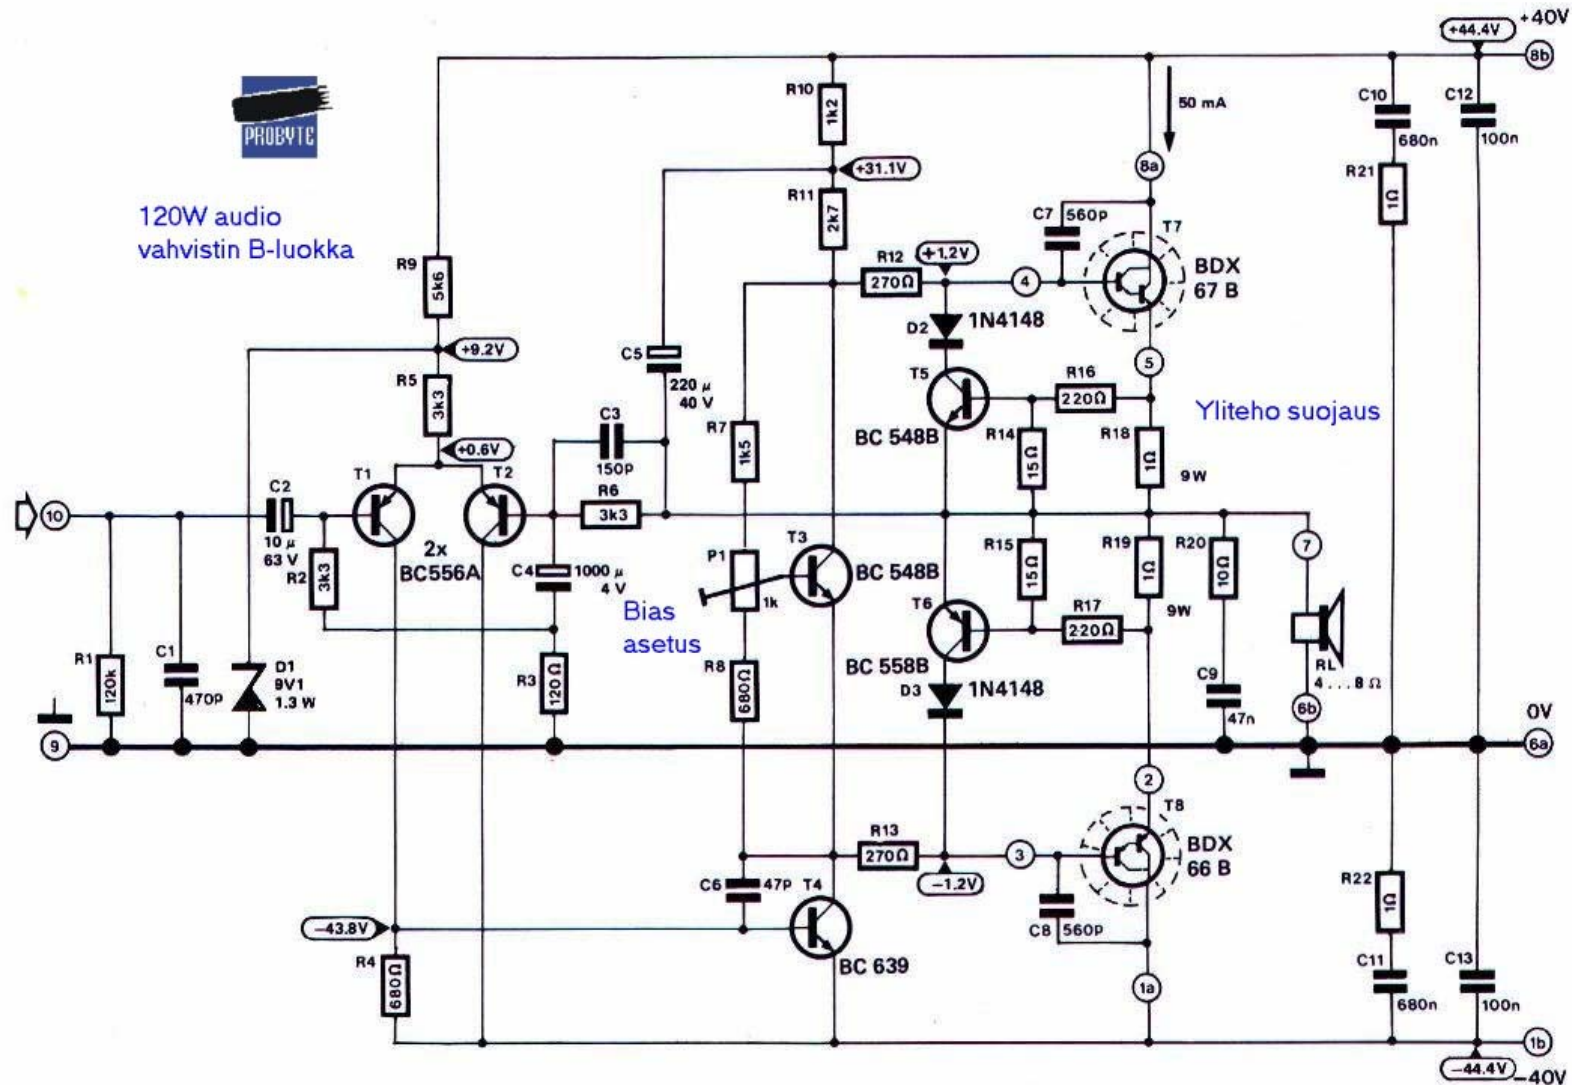 PROBYTE
120W audio
vahvistin B-luokka
+44.4V
+40V
8b
R10
1k2
50 mA
C10
680n
C12
100n
+31.1V
8a
R21
1Ω
R11
2k7
C7
560p
T7
R9
5k6
R12
270Ω
+1,2V
4
BDX
67 B
D2
1N4148
+9.2V
C5
220 µ
40 V
5
R5
3k3
T5
R16
220Ω
Yliteho suojaus
BC 548B
R14
15Ω
R18
1Ω
9W
C3
150p
R7
1k5
+0.6V
T1
T2
C2
10 µ
63 V
R6
3k3
10
2x
BC556A
R2
3k3
C4
1000 µ
4 V
P1
1k
T3
BC 548B
R15
15Ω
R19
1Ω
9W
R20
10Ω
7
Bias
asetus
T6
R17
220Ω
BC 558B
RL
4...8 Ω
R1
120k
C1
470p
D1
9V1
1.3 W
R3
120Ω
R8
680Ω
D3
1N4148
C9
47n
6b
0V
9
6a
2
T8
R13
270Ω
3
BDX
66 B
−1.2V
C6
47p
T4
R22
1Ω
−43.8V
C8
560p
R4
680Ω
BC 639
1a
C11
680n
C13
100n
1b
−44.4V
−40V